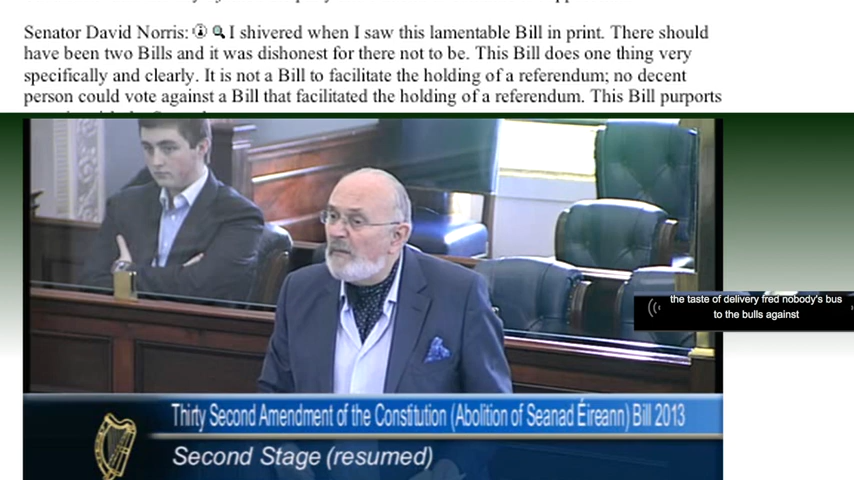 Senator David Norris: I shivered when I saw this lamentable Bill in print. There should
have been two Bills and it was dishonest for there not to be. This Bill does one thing very
specifically and clearly. It is not a Bill to facilitate the holding of a referendum; no decent
person could vote against a Bill that facilitated the holding of a referendum. This Bill purports
the taste of delivery fred nobody's bus
to the bulls against
Thirty Second Amendment of the Constitution (Abolition of Seanad Éireann) Bill 2013
Second Stage (resumed)